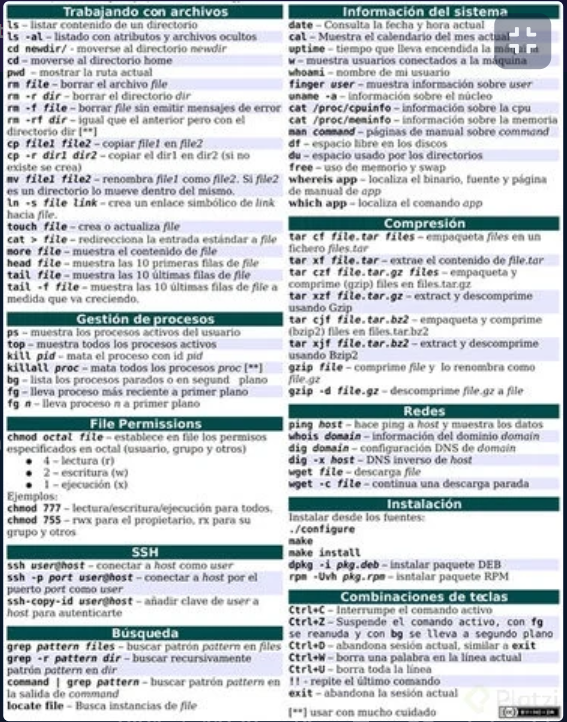 Trabajando con archivos
ls – listar contenido de un directorio
ls -al – listado con atributos y archivos ocultos
cd newdir/ - moverse al directorio newdir
cd – moverse al directorio home
pwd – mostrar la ruta actual
rm file – borrar el archivo file
rm -r dir – borrar el directorio dir
rm -f file – borrar file sin emitir mensajes de error
rm -rf dir – igual que el anterior pero con el
directorio dir [**]
cp file1 file2 – copiar file1 en file2
cp -r dir1 dir2 – copiar el dir1 en dir2 (si no
existe se crea)
mv file1 file2 – renombra file1 como file2. Si file2
es un directorio lo mueve dentro del mismo.
ln -s file link – crea un enlace simbólico de link
hacia file.
touch file – crea o actualiza file
cat > file – redirecciona la entrada estándar a file
more file – muestra el contenido de file
head file – muestra las 10 primeras filas de file
tail file – muestra las 10 últimas filas de file
tail -f file – muestra las 10 últimas filas de file a
medida que va creciendo.
Gestión de procesos
ps – muestra los procesos activos del usuario
top – muestra todos los procesos activos
kill pid – mata el proceso con id pid
killall proc – mata todos los procesos proc [**]
bg – lista los procesos parados o en segund plano
fg – lleva proceso más reciente a primer plano
fg n – lleva proceso n a primer plano
File Permissions
chmod octal file – establece en file los permisos
especificados en octal (usuario, grupo y otros)
● 4 – lectura (r)
● 2 – escritura (w)
● 1 – ejecución (x)
Ejemplos:
chmod 777 – lectura/escritura/ejecución para todos.
chmod 755 – rwx para el propietario, rx para su
grupo y otros
SSH
ssh user@host – conectar a host como user
ssh -p port user@host – conectar a host por el
puerto port como user
ssh-copy-id user@host – añadir clave de user a
host para autenticarte
Búsqueda
grep pattern files – buscar patrón pattern en files
grep -r pattern dir – buscar recursivamente
patrón pattern en dir
command | grep pattern – buscar patrón pattern en
la salida de command
locate file – Busca instancias de file
Información del sistema
date – Consulta la fecha y hora actual
cal – Muestra el calendario del mes actual
uptime – tiempo que lleva encendida la
w – muestra usuarios conectados a la máquina
whoami – nombre de mi usuario
finger user – muestra información sobre user
uname -a – información sobre el núcleo
cat /proc/cpuinfo – información sobre la cpu
cat /proc/meminfo – información sobre la memoria
man command – páginas de manual sobre command
df – espacio libre en los discos
du – espacio usado por los directorios
free – uso de memoria y swap
whereis app – localiza el binario, fuente y página
de manual de app
which app – localiza el comando app
Compresión
tar cf file.tar files – empaqueta files en un
fichero files.tar
tar xf file.tar – extrae el contenido de file.tar
tar czf file.tar.gz files – empaqueta y
comprime (gzip) files en files.tar.gz
tar xzf file.tar.gz – extract y descomprime
usando Gzip
tar cjf file.tar.bz2 – empaqueta y comprime
(bzip2) files en files.tar.bz2
tar xjf file.tar.bz2 – extract y descomprime
usando Bzip2
gzip file – comprime file y lo renombra como
file.gz
gzip -d file.gz – descomprime file.gz a file
Redes
ping host – hace ping a host y muestra los datos
whois domain – información del dominio domain
dig domain – configuración DNS de domain
dig -x host – DNS inverso de host
wget file – descarga file
wget -c file – continua una descarga parada
Instalación
Instalar desde los fuentes:
./configure
make
make install
dpkg -i pkg.deb – instalar paquete DEB
rpm -Uvh pkg.rpm – isntalar paquete RPM
Combinaciones de teclas
Ctrl+C – Interrumpe el comando activo
Ctrl+Z – Suspende el comando activo, con fg
se reanuda y con bg se lleva a segundo plano
Ctrl+D – abandona sesión actual, similar a exit
Ctrl+W – borra una palabra en la línea actual
Ctrl+U – borra toda la línea
!! - repite el último comando
exit – abandona la sesión actual
[**] usar con mucho cuidado
Platzi